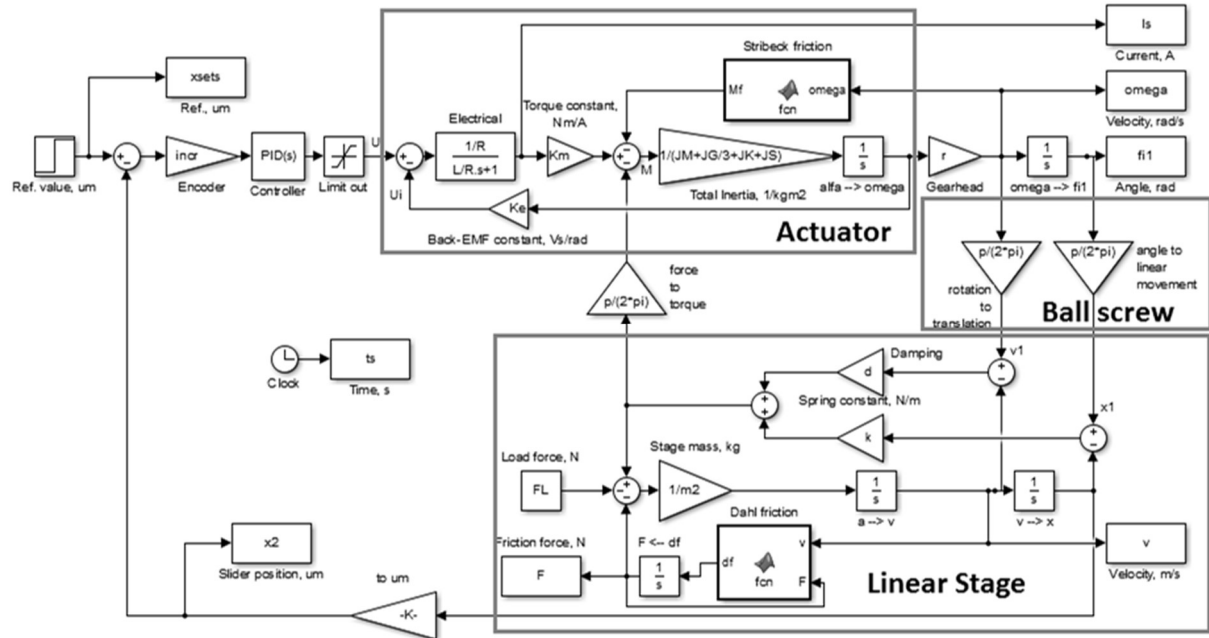 Is
Current, A
Stribeck friction
Mf
omega
fcn
omega
Velocity, rad/s
xsets
Ref., um
Torque constant,
Nm/A
Electrical
1/R
L/R.s+1
Km
U
M
1/(JM+JG/3+JK+JS)
Total Inertia, 1/kgm2
1
s
alfa --> omega
r
Gearhead
1
s
omega --> fi1
fi1
Angle, rad
Ref. value, um
incr
Encoder
PID(s)
Controller
Limit out
Ui
Ke
Back-EMF constant, Vs/rad
Actuator
p/(2*pi)
p/(2*pi)
angle to
linear
movement
rotation
to
translation
Ball screw
force
to
torque
p/(2*pi)
ts
Clock
Time, s
Damping
d
v1
Spring constant, N/m
k
x1
Load force, N
FL
Stage mass, kg
1/m2
1
s
a --> v
1
s
v --> x
Dahl friction
v
df
F
fcn
Friction force, N
F
F <-- df
1
s
v
Velocity, m/s
Linear Stage
x2
Slider position, um
to um
-K-